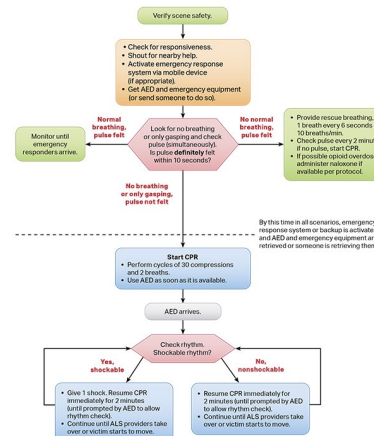 Verify scene safety.
• Check for responsiveness.
• Shout for nearby help.
• Activate emergency response
system via mobile device
(if appropriate).
• Get AED and emergency equipment
(or send someone to do so).
Normal
breathing,
pulse felt
Monitor until
emergency
responders arrive.
Look for no breathing
or only gasping and check
pulse (simultaneously).
Is pulse definitely felt
within 10 seconds?
No normal
breathing,
pulse felt
• Provide rescue breathing,
1 breath every 6 seconds
10 breaths/min.
• Check pulse every 2
if no pulse, start CPR.
• If possible opioid
administer naloxone if
available per protocol.
No breathing
or only gasping,
pulse not felt
By this time in all scenarios, emergency
response system or backup is activate
and AED and emergency equipment ar
retrieved or someone is retrieving
Start CPR
• Perform cycles of 30 compressions
and 2 breaths.
• Use AED as soon as it is available.
AED arrives.
Check rhythm.
Shockable rhythm?
Yes,
shockable
No,
nonshockable
• Give 1 shock. Resume CPR
immediately for 2 minutes
(until prompted by AED to allow
rhythm check).
• Continue until ALS providers take
over or victim starts to move.
• Resume CPR immediately for
2 minutes (until prompted by AED
to allow rhythm check).
• Continue until ALS providers take
over or victim starts to move.